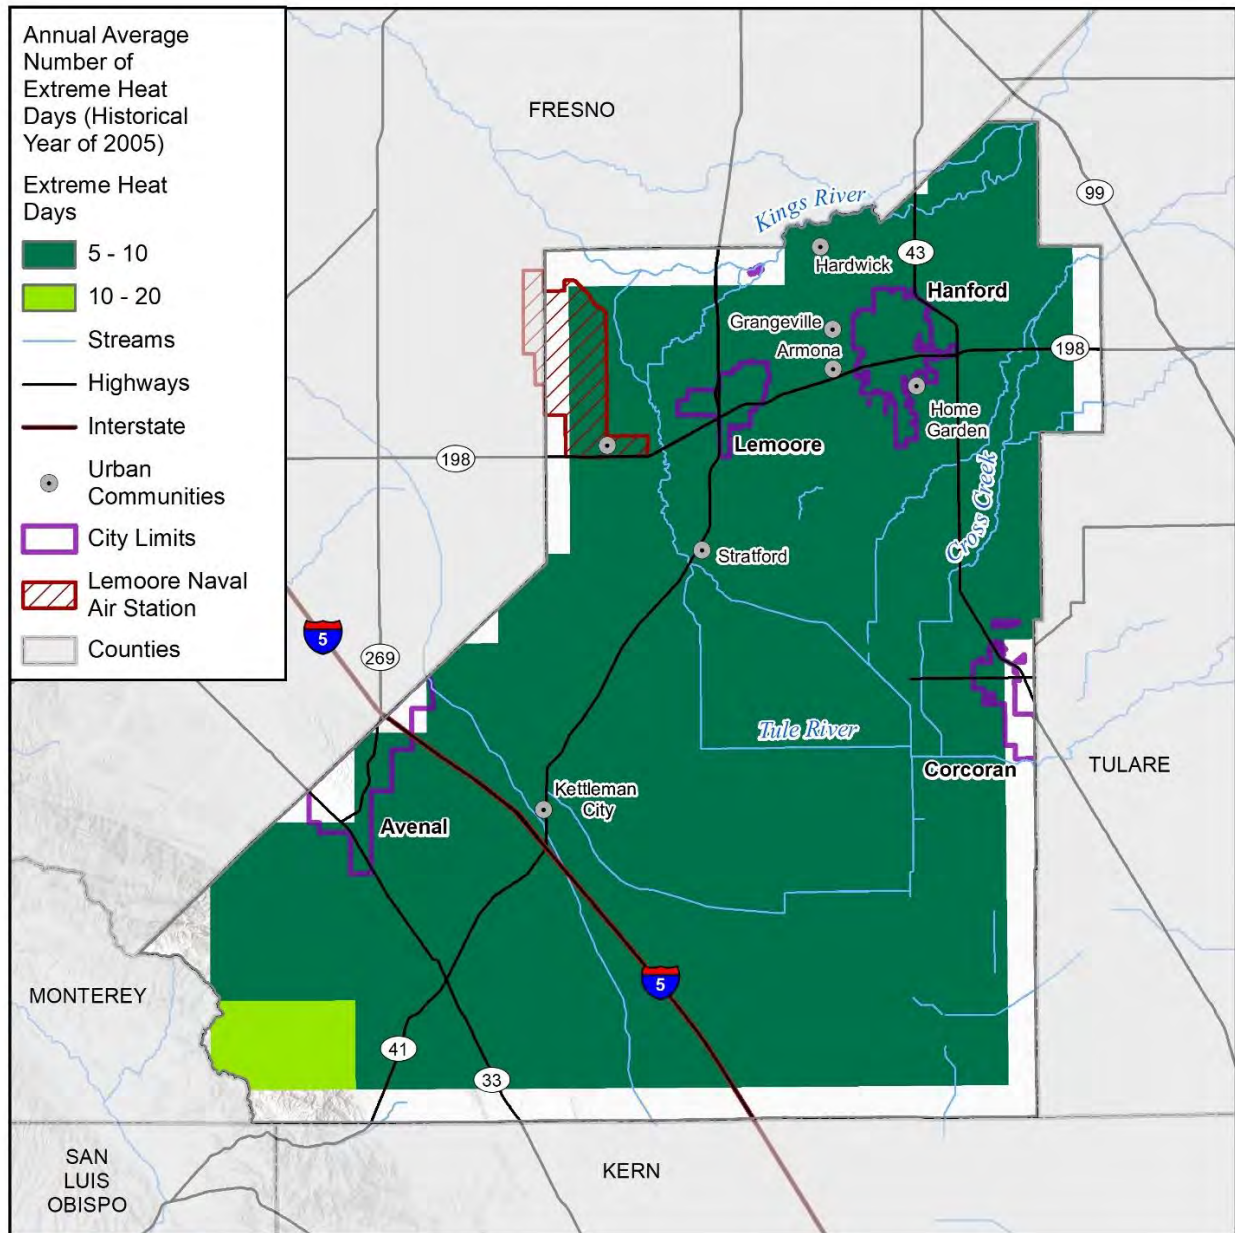 Annual Average
Number of
Extreme Heat
Days (Historical
Year of 2005)
Extreme Heat
Days
5 - 10
10 - 20
Streams
Highways
Interstate
Urban
Communities
City Limits
Lemoore Naval
Air Station
Counties
FRESNO
99
Kings River
43
Hardwick
Hanford
Grangeville
Armona
198
Home
Garden
Lemoore
198
Cross Creek
Stratford
5
269
Tule River
Corcoran
TULARE
Kettleman
City
Avenal
5
MONTEREY
41
33
SAN
LUIS
OBISPO
KERN